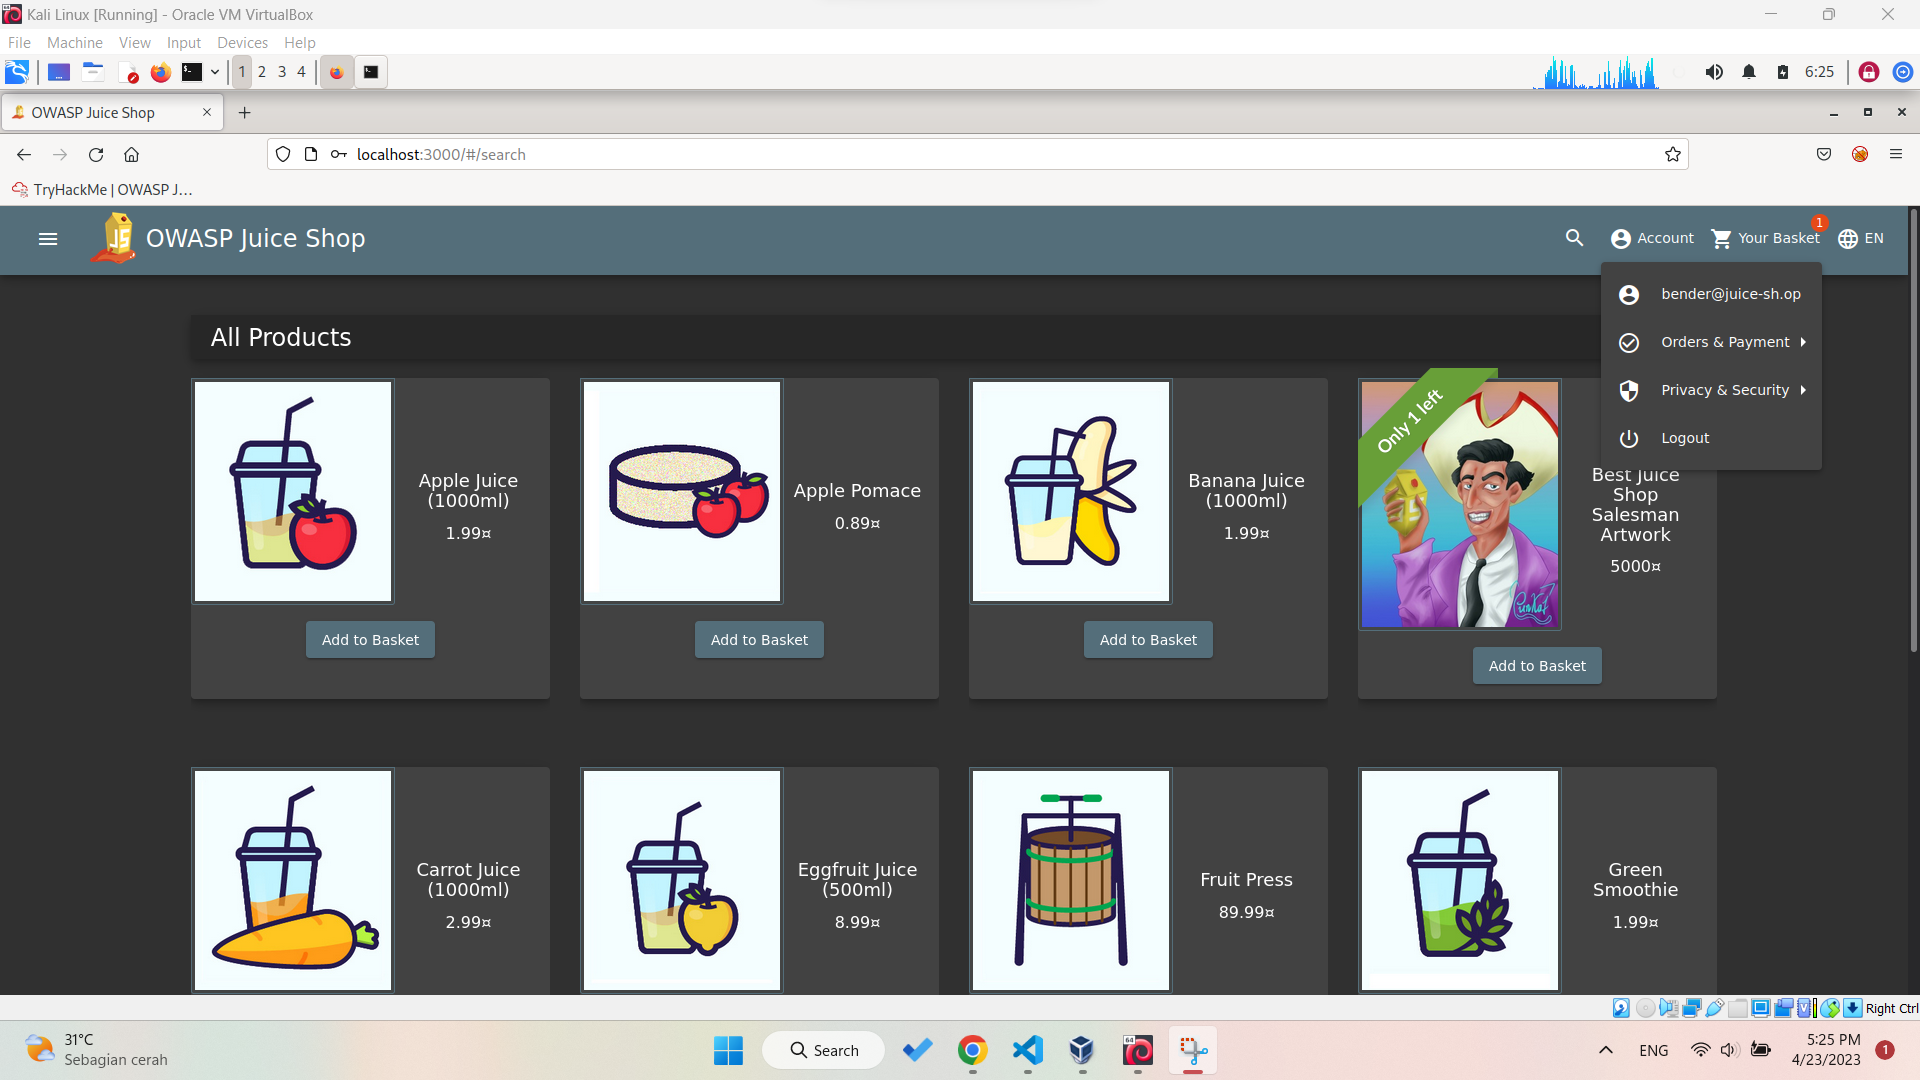 Kali Linux [Running] - Oracle VM VirtualBox
File Machine View Input Devices Help
1 2 3 4
6:25
OWASP Juice Shop
localhost:3000/#/search
TryHackMe | OWASP J…
OWASP Juice Shop
Account
Your Basket
1
EN
bender@juice-sh.op
Orders & Payment
Privacy & Security
Logout
All Products
Apple Juice
(1000ml)
1.99¤
Add to Basket
Apple Pomace
0.89¤
Add to Basket
Banana Juice
(1000ml)
1.99¤
Add to Basket
Only 1 left
Best Juice
Shop
Salesman
Artwork
5000¤
Add to Basket
Carrot Juice
(1000ml)
2.99¤
Eggfruit Juice
(500ml)
8.99¤
Fruit Press
89.99¤
Green
Smoothie
1.99¤
Right Ctrl
31°C
Sebagian cerah
Search
64
ENG
5:25 PM
4/23/2023
1